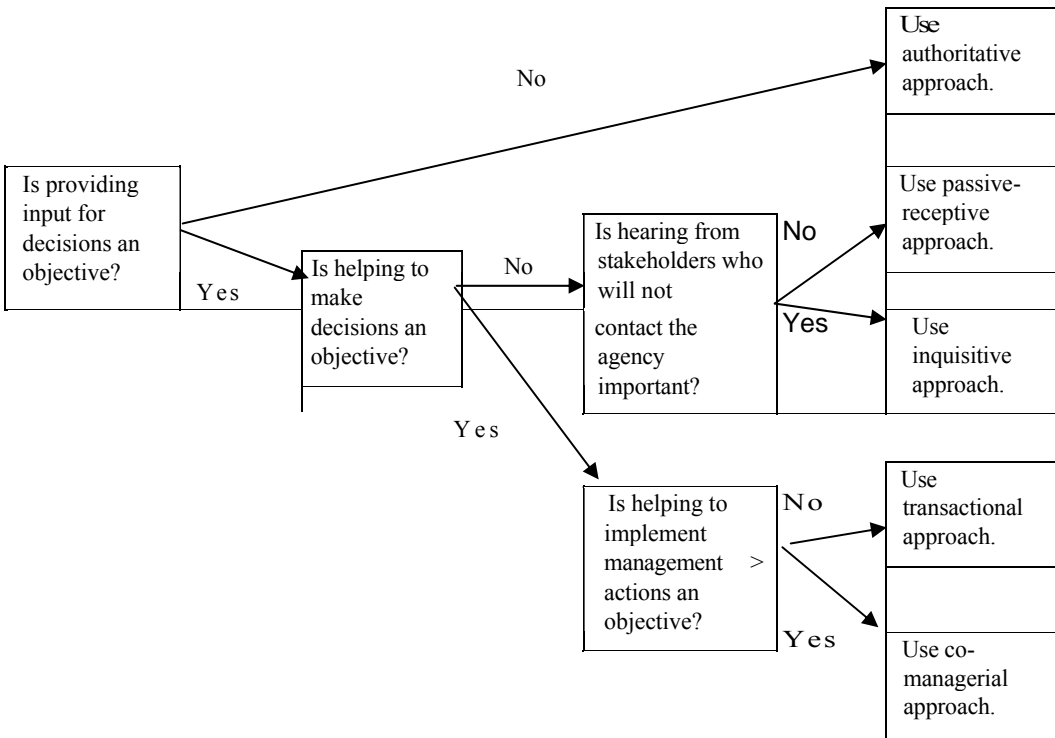 Use
authoritative
approach.
No
Is providing
input for
decisions an
objective?
Yes
Is helping to
make
decisions an
objective?
No
Yes
Is hearing from
stakeholders who
will not
contact the
agency
important?
No
Yes
Use passive-
receptive
approach.
Use
inquisitive
approach.
Is helping to
implement
management >
actions an
objective?
No
Yes
Use
transactional
approach.
Use co-
managerial
approach.